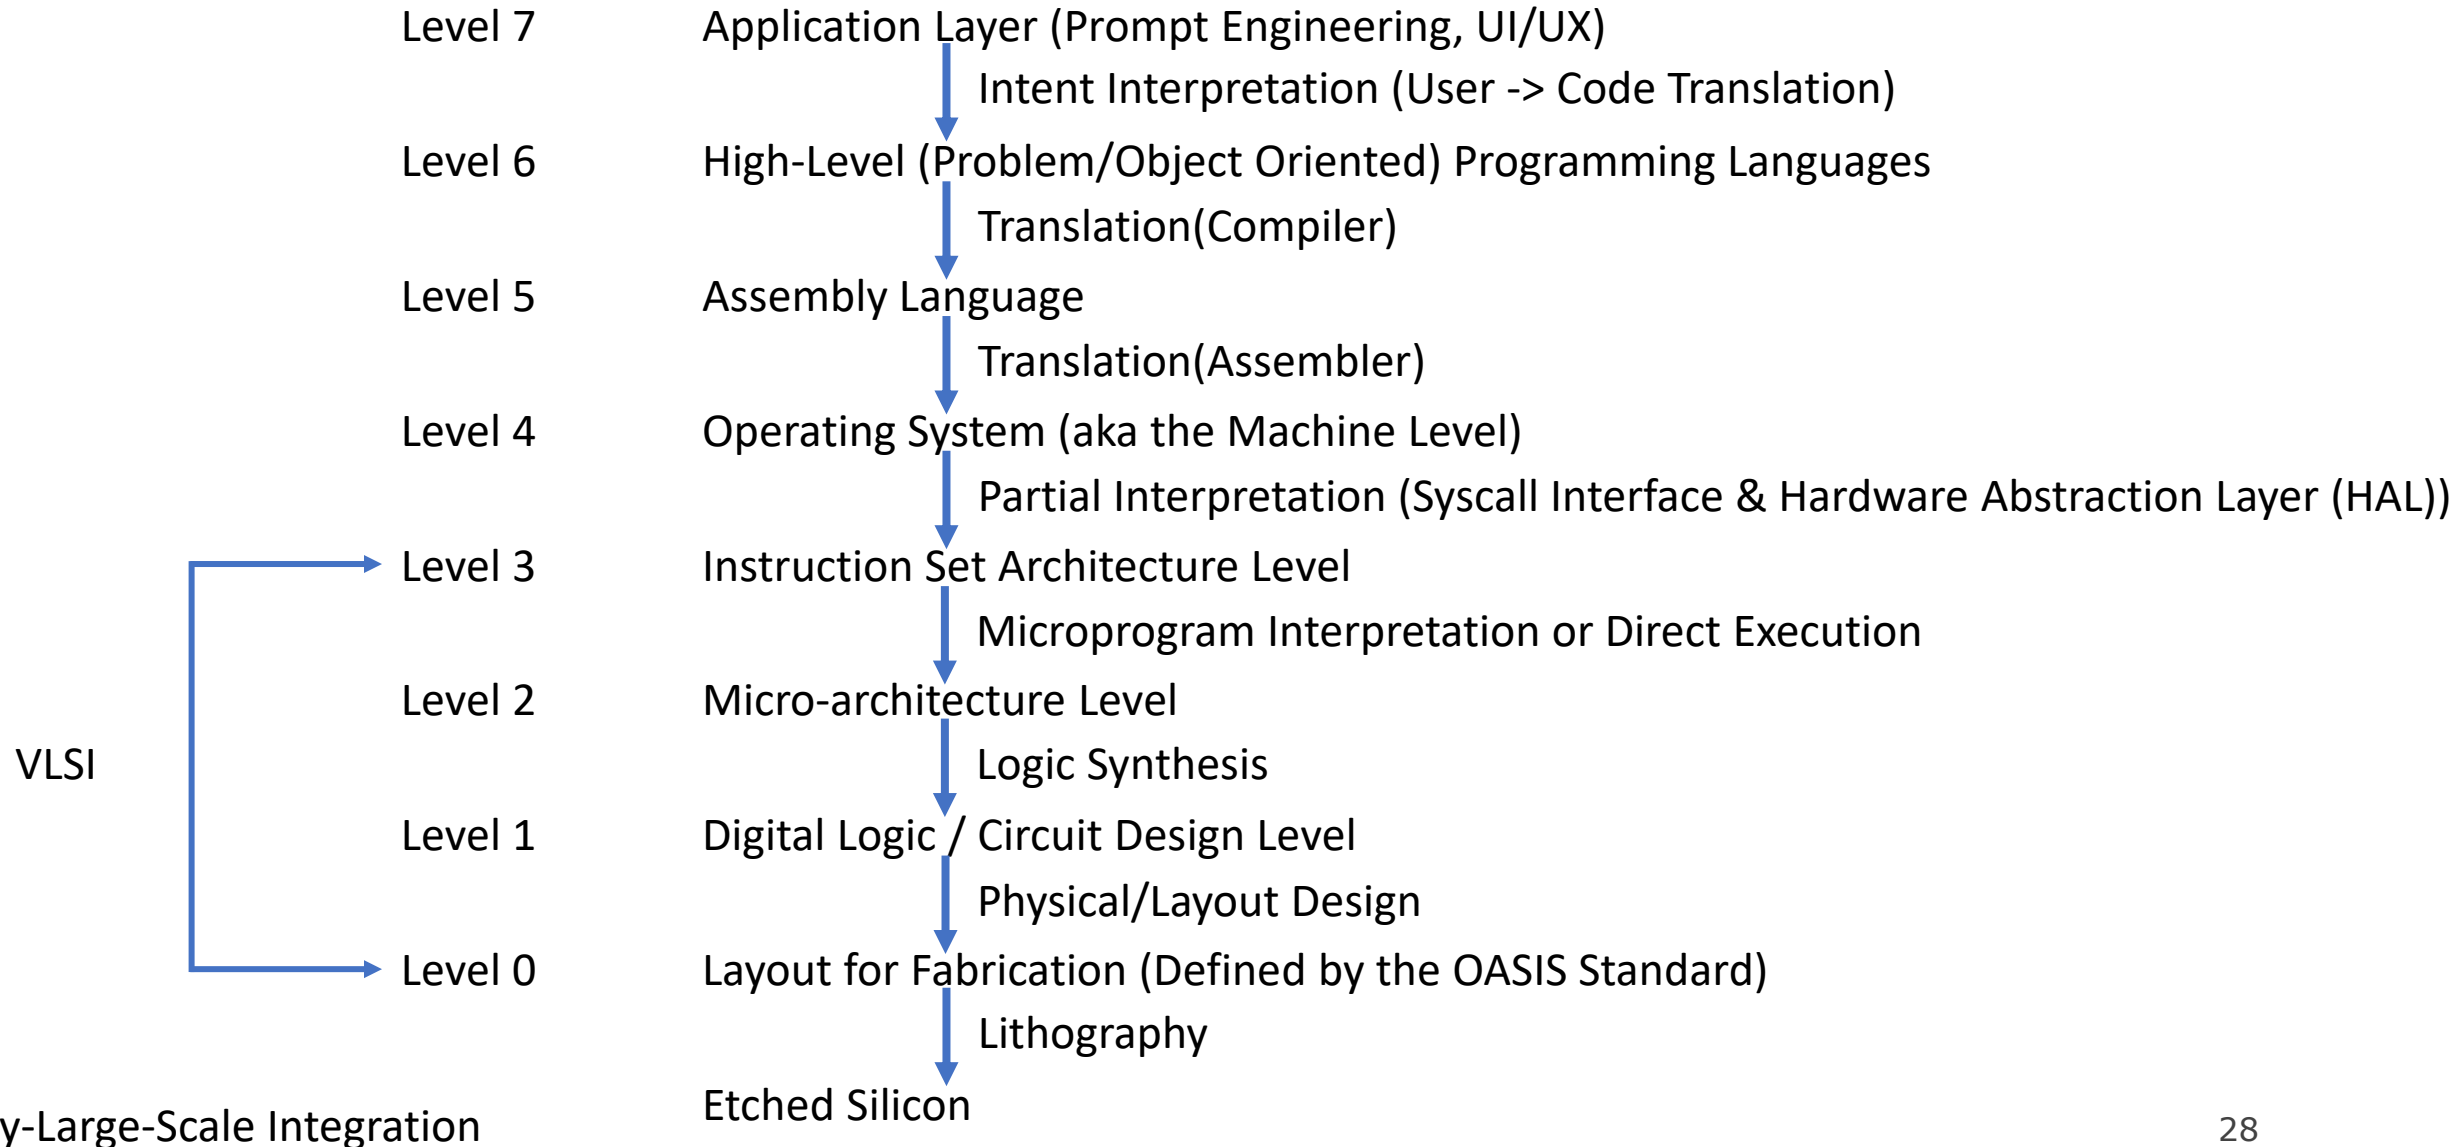 Level 7 Application Layer (Prompt Engineering, UI/UX)
Intent Interpretation (User -> Code Translation)
Level 6 High-Level (Problem/Object Oriented) Programming Languages
Translation(Compiler)
Level 5 Assembly Language
Translation(Assembler)
Level 4 Operating System (aka the Machine Level)
Partial Interpretation (Syscall Interface & Hardware Abstraction Layer (HAL))
Level 3 Instruction Set Architecture Level
Microprogram Interpretation or Direct Execution
Level 2 Micro-architecture Level
VLSI Logic Synthesis
Level 1 Digital Logic / Circuit Design Level
Physical/Layout Design
Level 0 Layout for Fabrication (Defined by the OASIS Standard)
Lithography
Etched Silicon
y-Large-Scale Integration
28